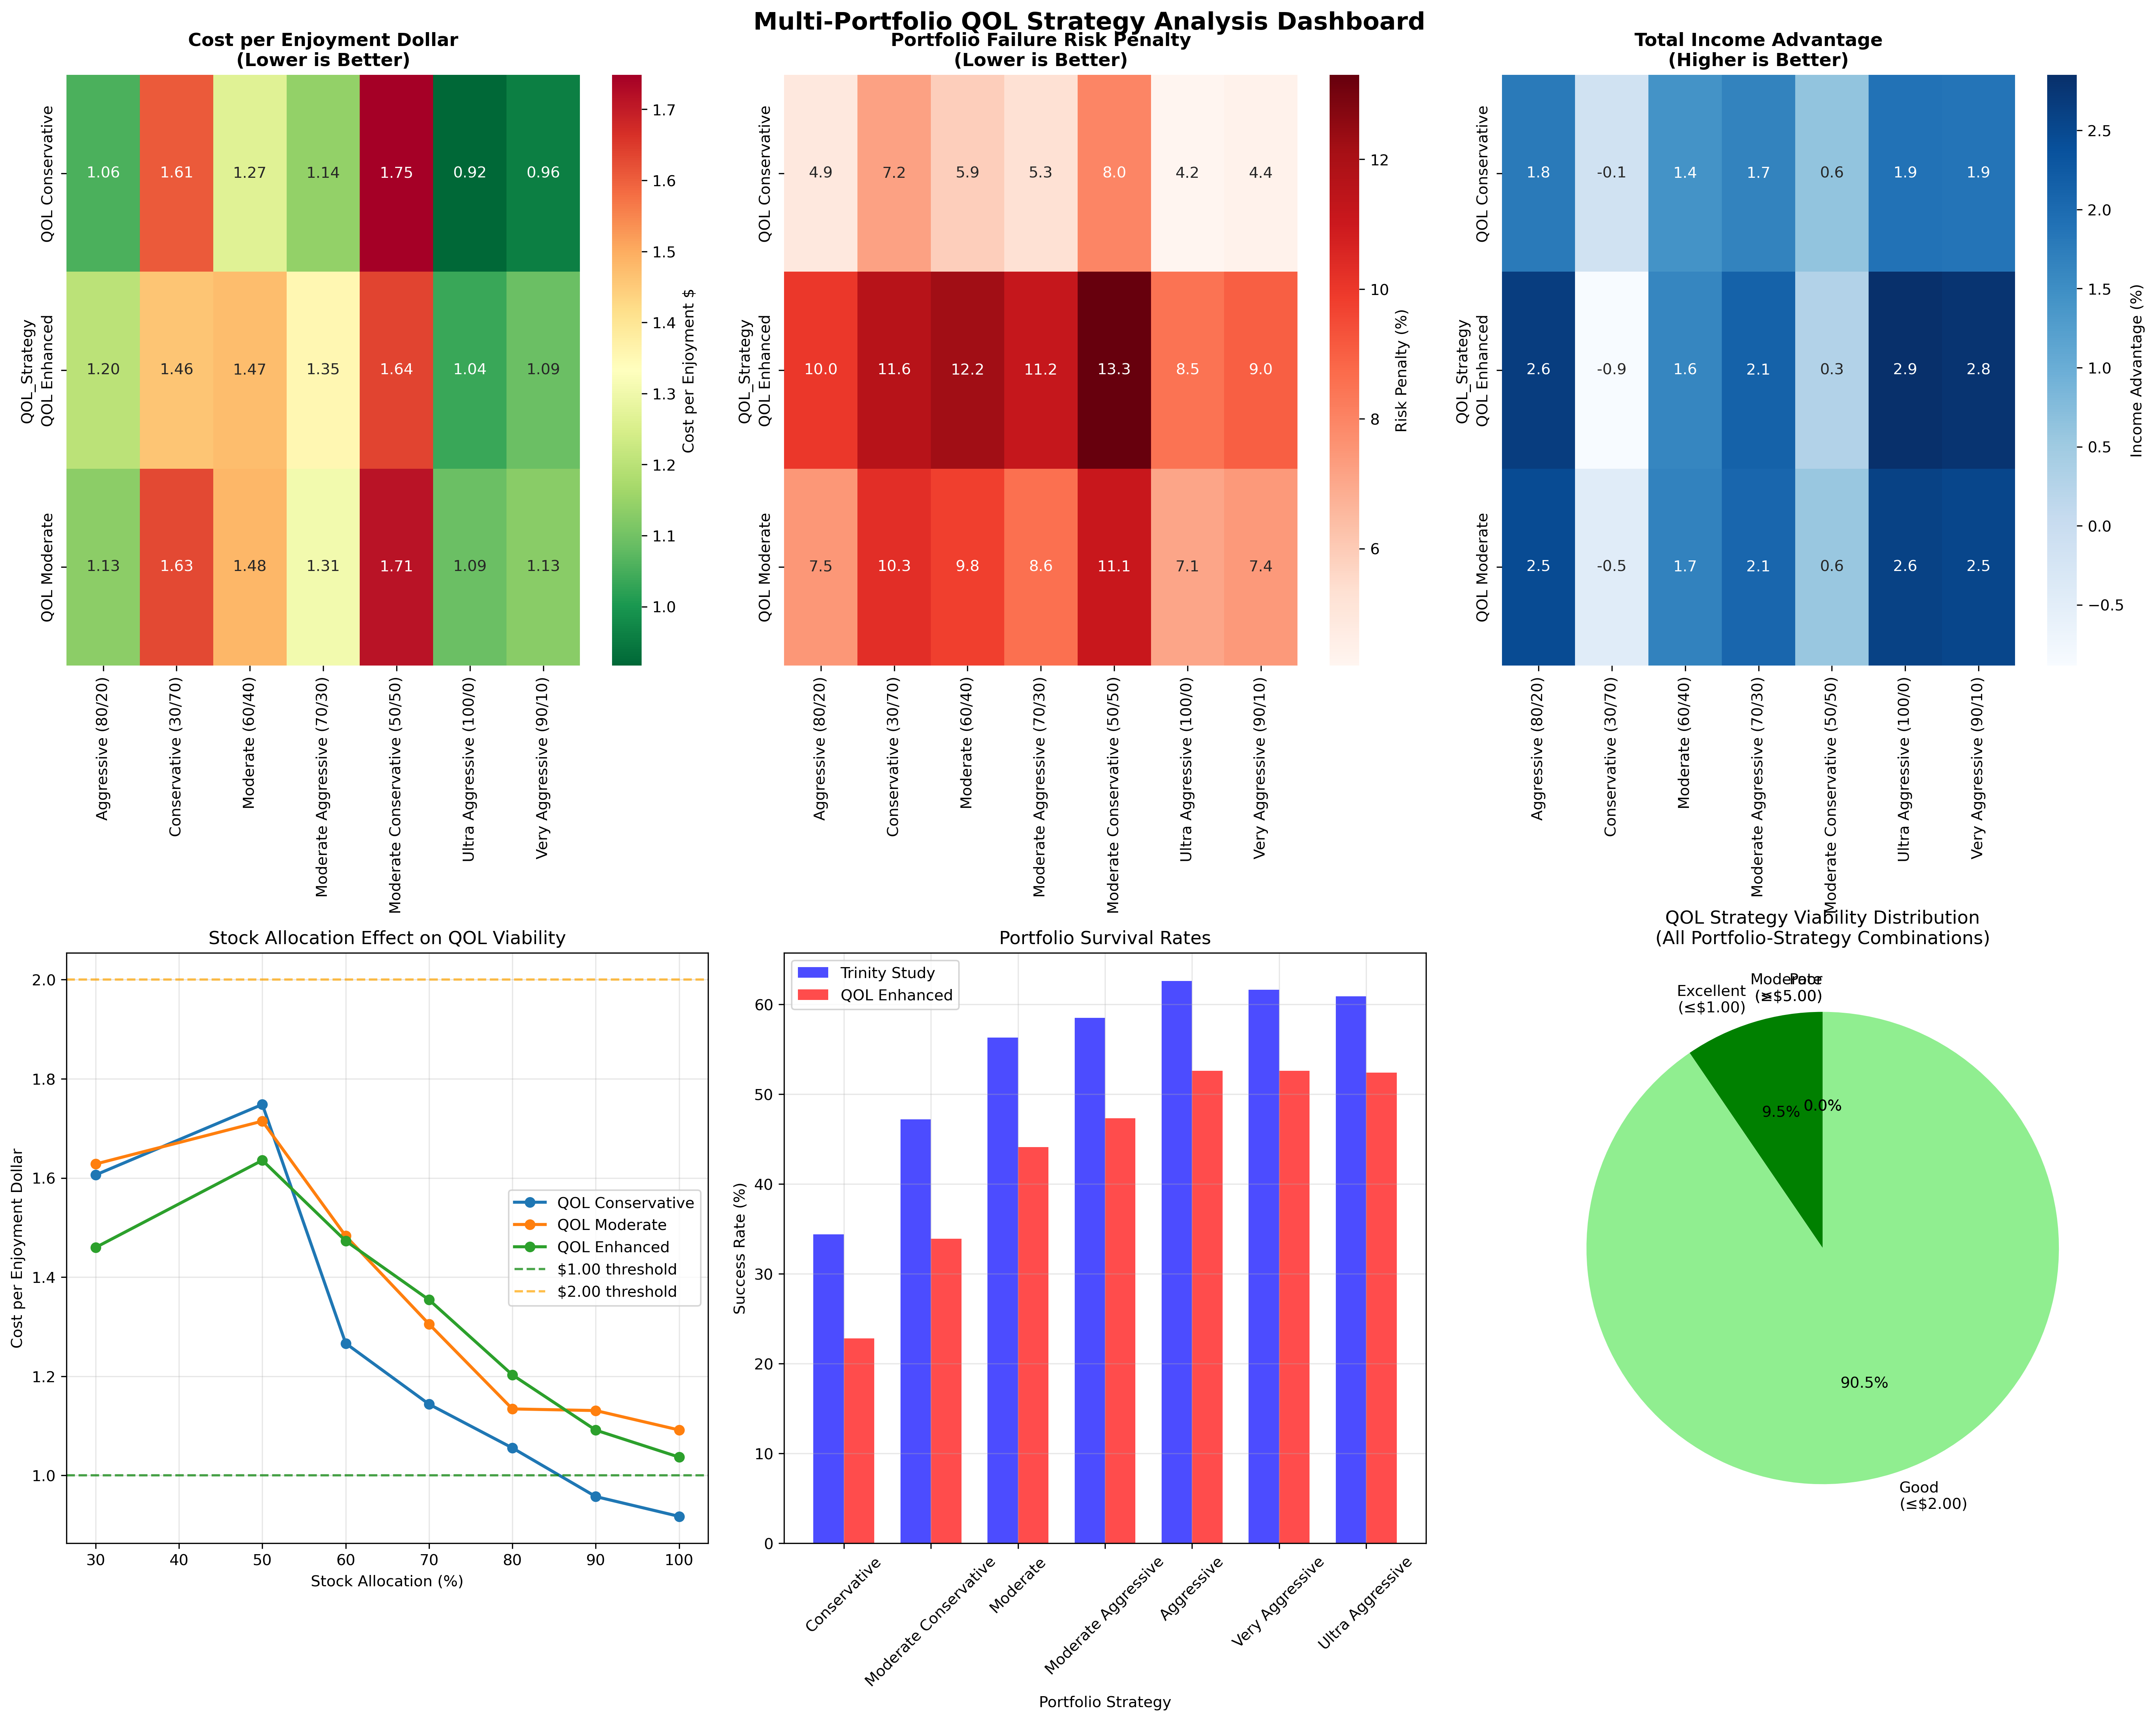 Multi-Portfolio QOL Strategy Analysis Dashboard
Cost per Enjoyment Dollar
(Lower is Better)
QOL_Strategy
QOL Conservative
QOL Enhanced
QOL Moderate
1.06 1.61 1.27 1.14 1.75 0.92 0.96
1.20 1.46 1.47 1.35 1.64 1.04 1.09
1.13 1.63 1.48 1.31 1.71 1.09 1.13
Aggressive (80/20)
Conservative (30/70)
Moderate (60/40)
Moderate Aggressive (70/30)
Moderate Conservative (50/50)
Ultra Aggressive (100/0)
Very Aggressive (90/10)
1.7
1.6
1.5
1.4
1.3
1.2
1.1
1.0
Cost per Enjoyment $
Portfolio Failure Risk Penalty
(Lower is Better)
QOL_Strategy
QOL Conservative
QOL Enhanced
QOL Moderate
4.9 7.2 5.9 5.3 8.0 4.2 4.4
10.0 11.6 12.2 11.2 13.3 8.5 9.0
7.5 10.3 9.8 8.6 11.1 7.1 7.4
Aggressive (80/20)
Conservative (30/70)
Moderate (60/40)
Moderate Aggressive (70/30)
Moderate Conservative (50/50)
Ultra Aggressive (100/0)
Very Aggressive (90/10)
12
10
8
6
Risk Penalty (%)
Total Income Advantage
(Higher is Better)
QOL_Strategy
QOL Conservative
QOL Enhanced
QOL Moderate
1.8 -0.1 1.4 1.7 0.6 1.9 1.9
2.6 -0.9 1.6 2.1 0.3 2.9 2.8
2.5 -0.5 1.7 2.1 0.6 2.6 2.5
Aggressive (80/20)
Conservative (30/70)
Moderate (60/40)
Moderate Aggressive (70/30)
Moderate Conservative (50/50)
Ultra Aggressive (100/0)
Very Aggressive (90/10)
2.5
2.0
1.5
1.0
0.5
0.0
−0.5
Income Advantage (%)
Stock Allocation Effect on QOL Viability
Cost per Enjoyment Dollar
2.0
1.8
1.6
1.4
1.2
1.0
QOL Conservative
QOL Moderate
QOL Enhanced
$1.00 threshold
$2.00 threshold
30 40 50 60 70 80 90 100
Stock Allocation (%)
Portfolio Survival Rates
Trinity Study
QOL Enhanced
Success Rate (%)
60
50
40
30
20
10
0
Conservative
Moderate Conservative
Moderate
Moderate Aggressive
Aggressive
Very Aggressive
Ultra Aggressive
Portfolio Strategy
QOL Strategy Viability Distribution
(All Portfolio-Strategy Combinations)
Excellent
(≤$1.00)
Moderate
Poor
$5.00)
9.5%
0.0%
90.5%
Good
(≤$2.00)